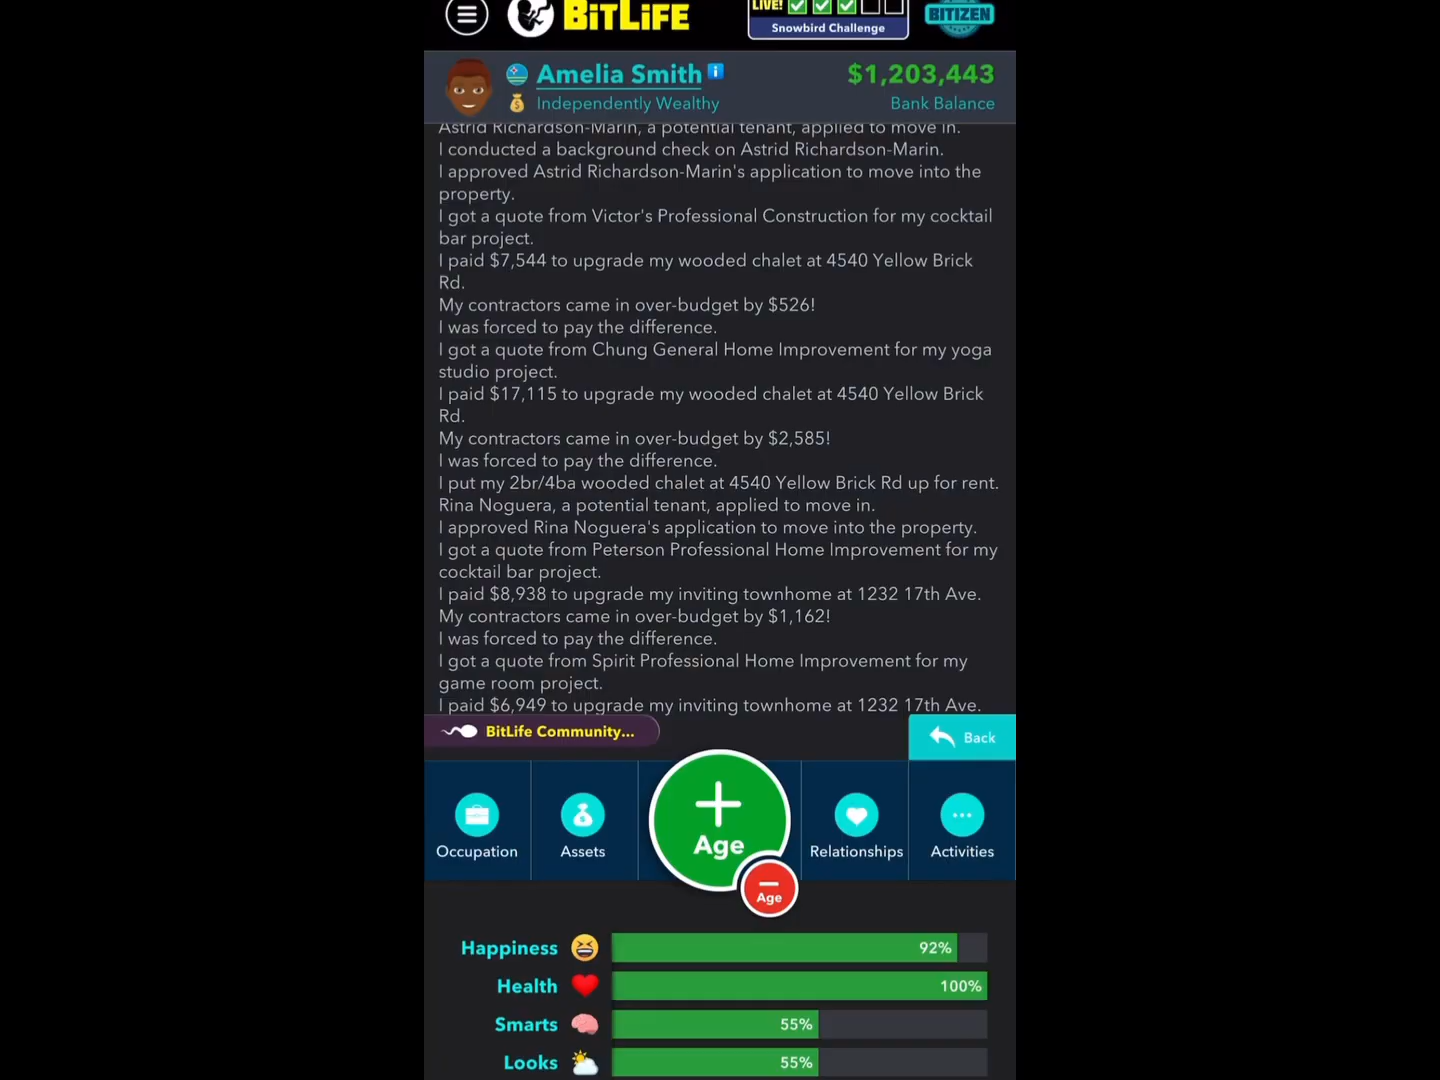 LIVE!
BitLife
Snowbird Challenge
BITIZEN
Amelia Smith
$1,203,443
Independently Wealthy
Bank Balance
Astrid Richardson-Marin, a potential tenant, applied to move in.
I conducted a background check on Astrid Richardson-Marin.
I approved Astrid Richardson-Marin's application to move into the
property.
I got a quote from Victor's Professional Construction for my cocktail
bar project.
I paid $7,544 to upgrade my wooded chalet at 4540 Yellow Brick
Rd.
My contractors came in over-budget by $526!
I was forced to pay the difference.
I got a quote from Chung General Home Improvement for my yoga
studio project.
I paid $17,115 to upgrade my wooded chalet at 4540 Yellow Brick
Rd.
My contractors came in over-budget by $2,585!
I was forced to pay the difference.
I put my 2br/4ba wooded chalet at 4540 Yellow Brick Rd up for rent.
Rina Noguera, a potential tenant, applied to move in.
I approved Rina Noguera's application to move into the property.
I got a quote from Peterson Professional Home Improvement for my
cocktail bar project.
I paid $8,938 to upgrade my inviting townhome at 1232 17th Ave.
My contractors came in over-budget by $1,162!
I was forced to pay the difference.
I got a quote from Spirit Professional Home Improvement for my
game room project.
I paid $6,949 to upgrade my inviting townhome at 1232 17th Ave.
BitLife Community...
Back
Occupation
Assets
Age
Age
Relationships
Activities
Happiness 92%
Health 100%
Smarts 55%
Looks 55%